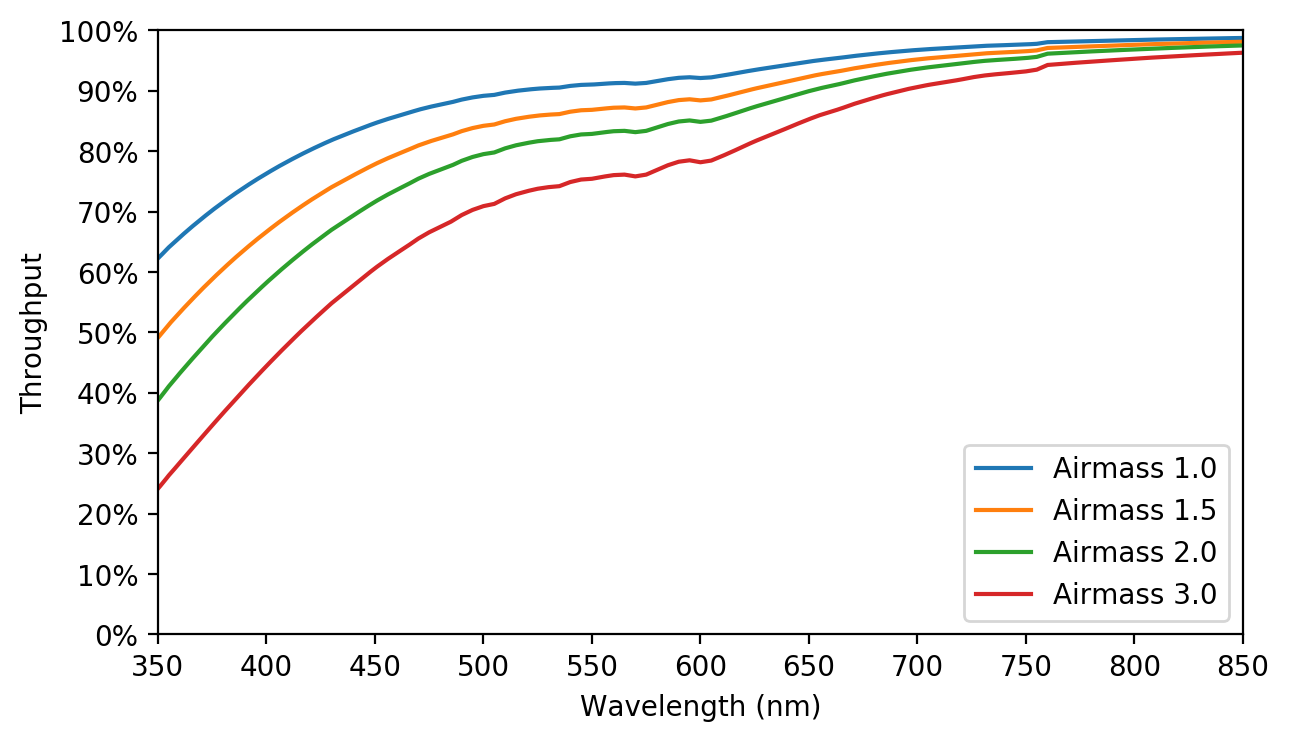 100%
90%
80%
70%
60%
50%
40%
30%
20%
10%
0%
Throughput
350 400 450 500 550 600 650 700 750 800 850
Wavelength (nm)
Airmass 1.0
Airmass 1.5
Airmass 2.0
Airmass 3.0